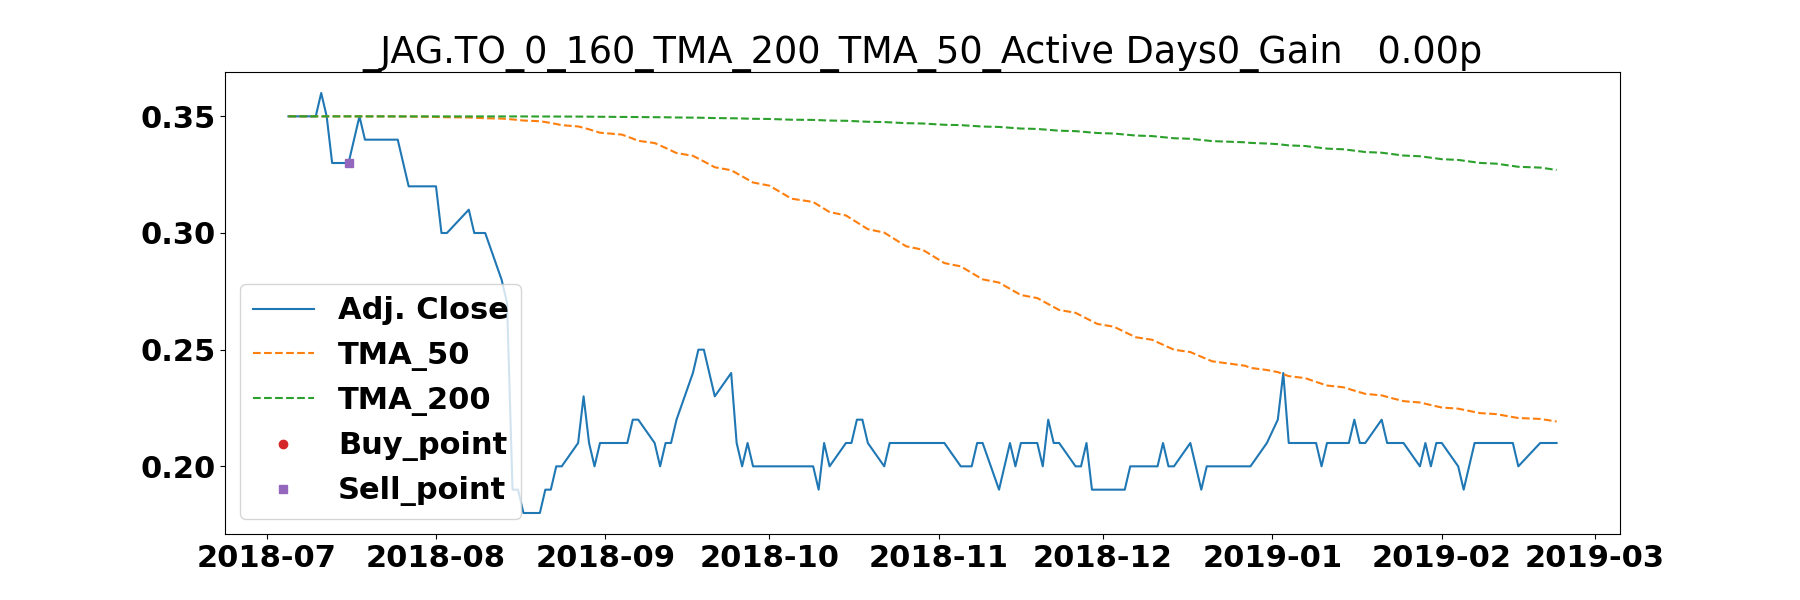 _JAG.TO_0_160_TMA_200_TMA_50_Active Days0_Gain   0.00p
0.35
0.30
0.25
0.20
Adj. Close
TMA_50
TMA_200
Buy_point
Sell_point
2018-07 2018-08 2018-09 2018-10 2018-11 2018-12 2019-01 2019-02 2019-03